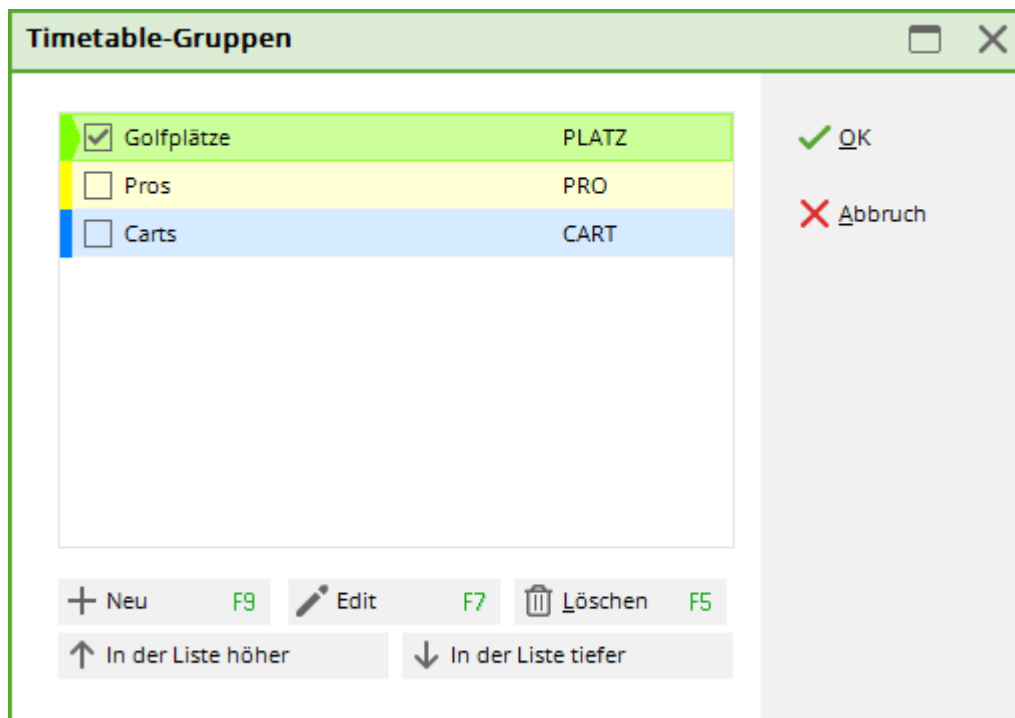 Timetable-Gruppen
Golfplätze PLATZ
Pros PRO
Carts CART
OK
Abbruch
Neu F9 Edit F7 Löschen F5
In der Liste höher In der Liste tiefer